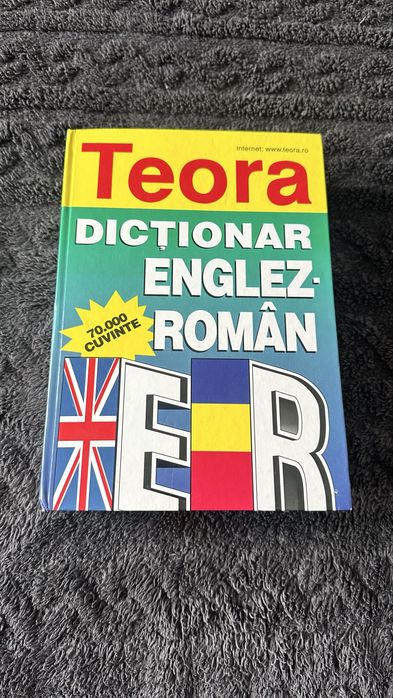 Internet: www.teora.ro
Teora
DICȚIONAR
ENGLEZ-
ROMÂN
70.000
CUVINTE
E R